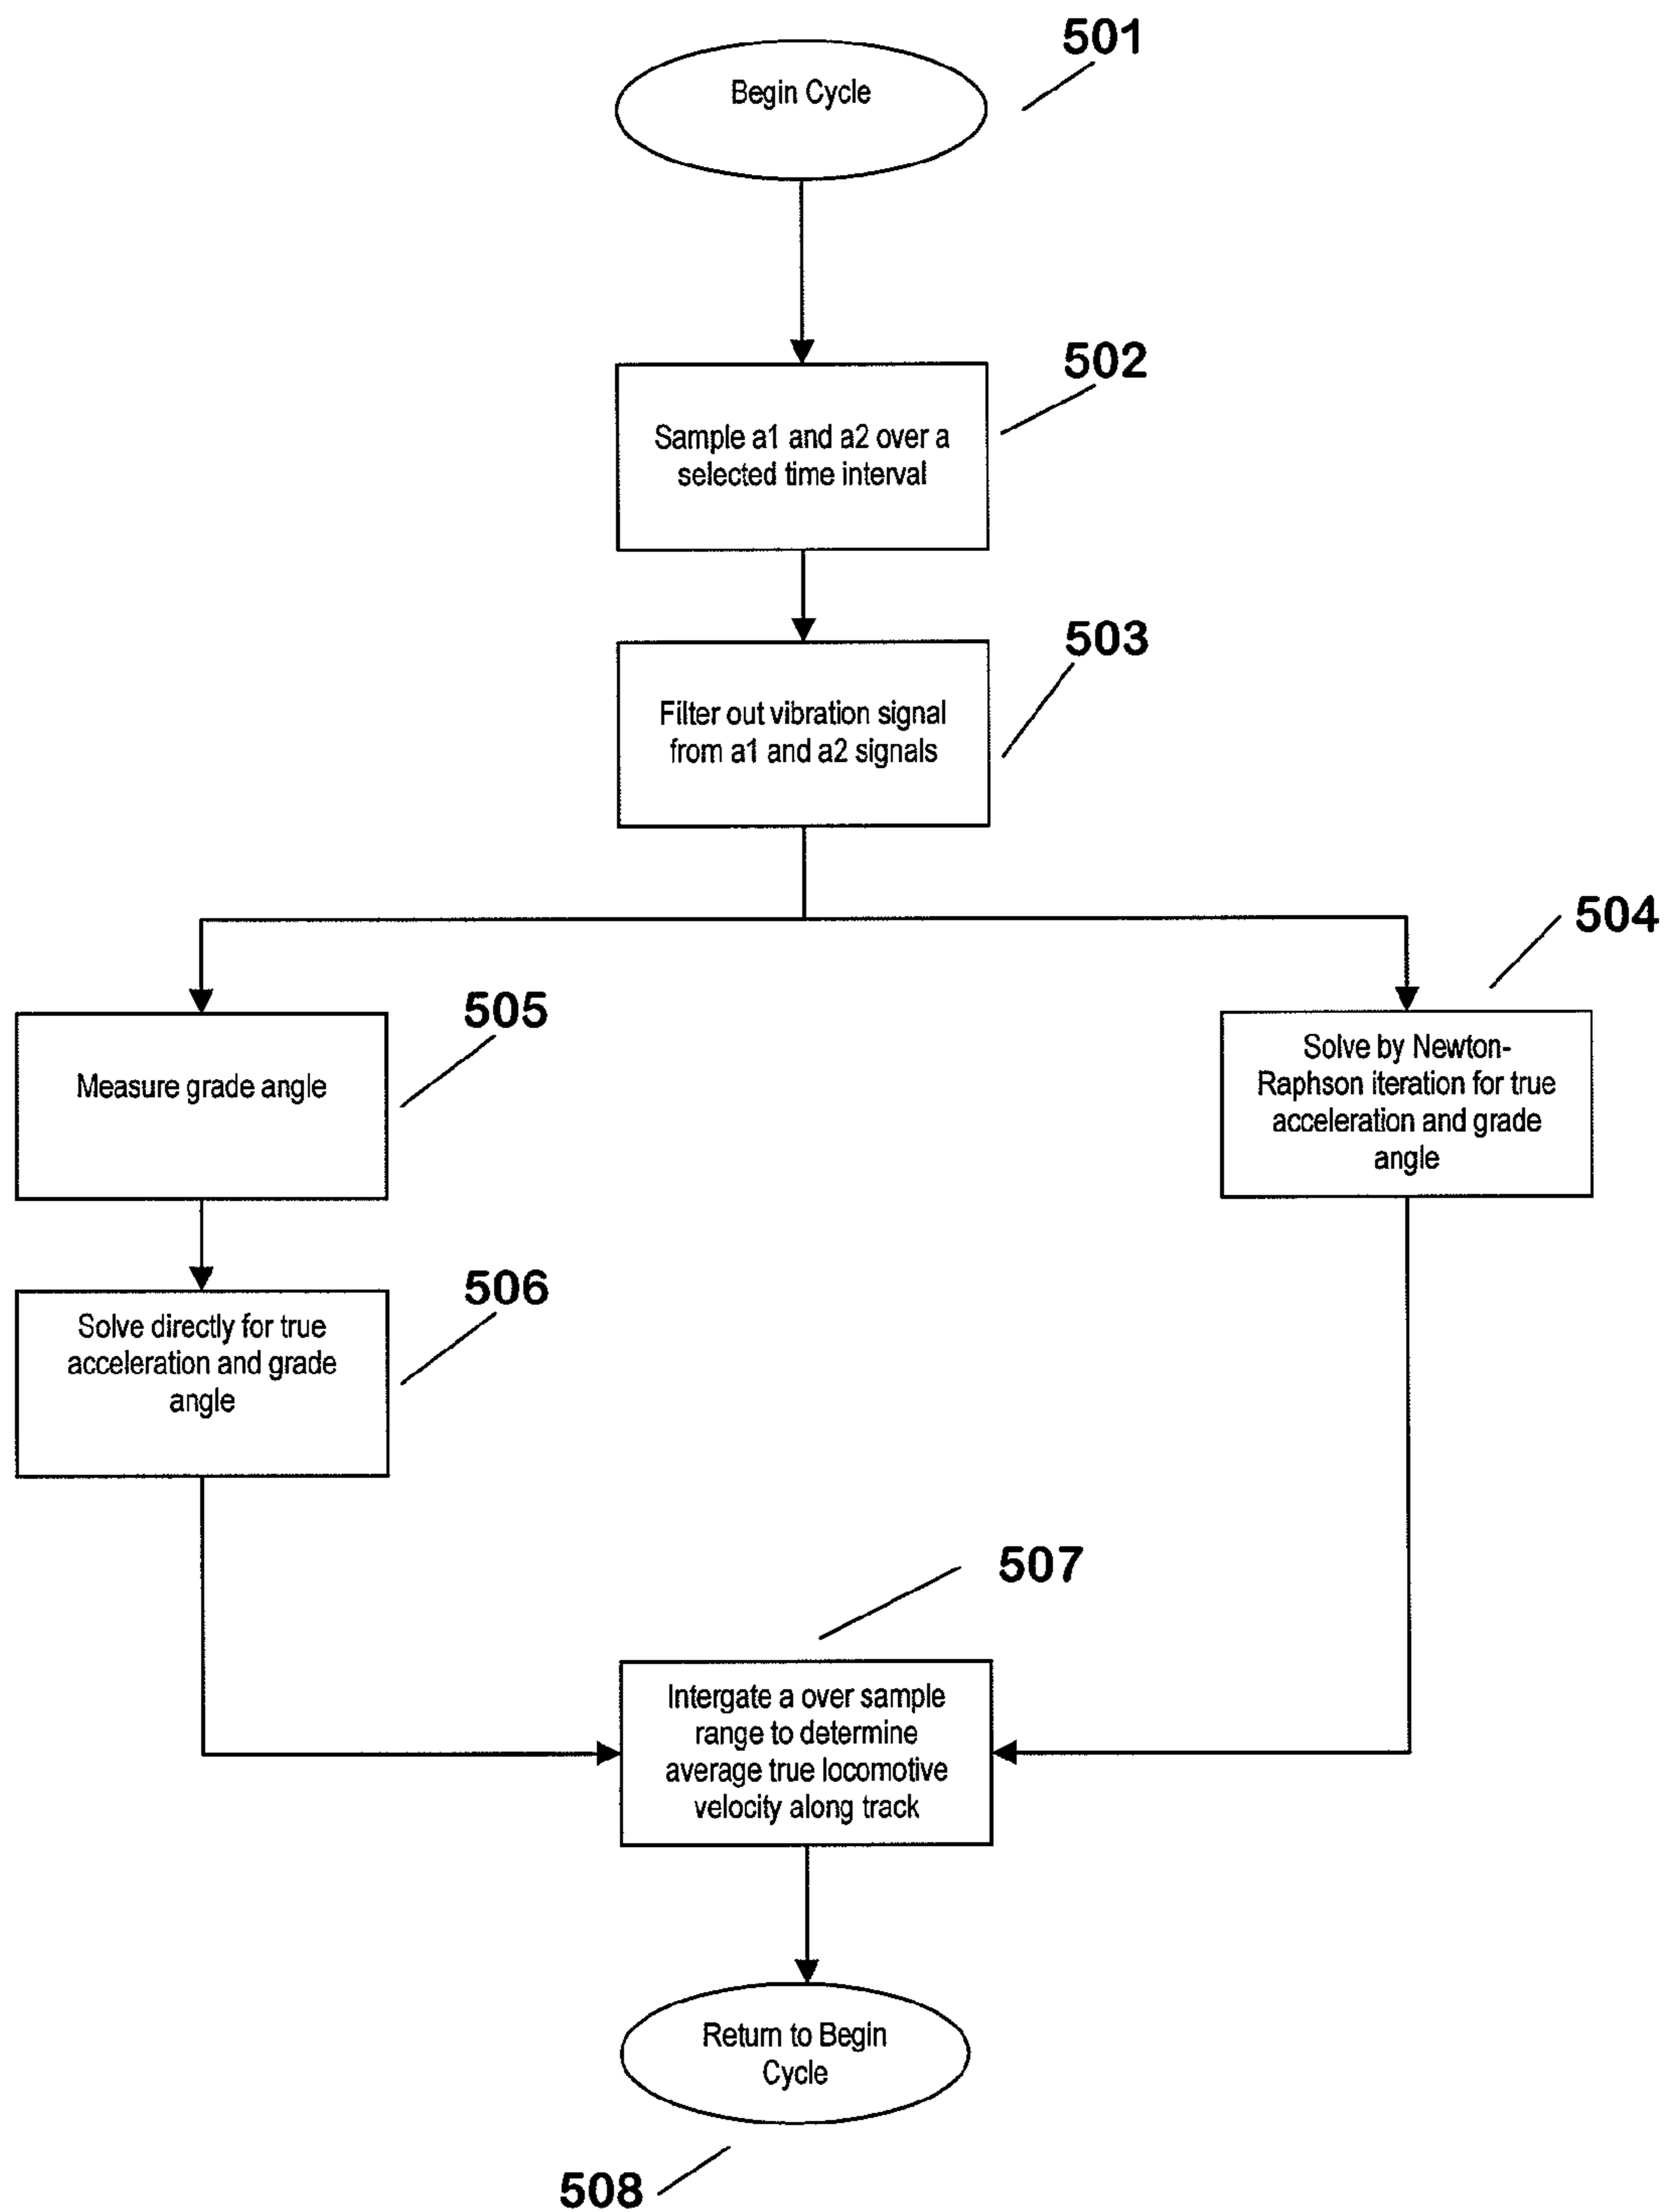 501
Begin Cycle
502
Sample a1 and a2 over a
selected time interval
503
Filter out vibration signal
from a1 and a2 signals
504
Solve by Newton-
Raphson iteration for true
acceleration and grade
angle
505
Measure grade angle
506
Solve directly for true
acceleration and grade
angle
507
Intergate a over sample
range to determine
average true locomotive
velocity along track
Return to Begin
Cycle
508